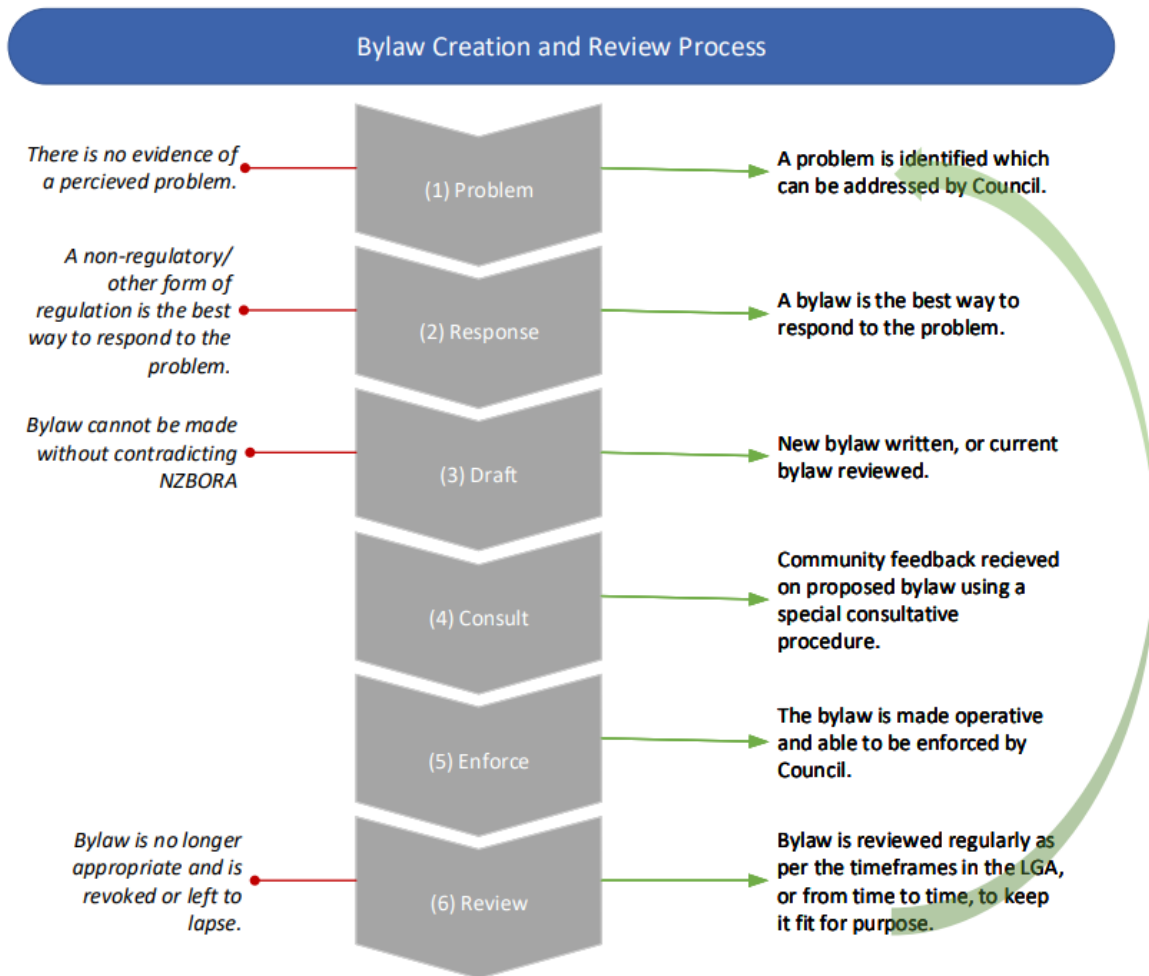 Bylaw Creation and Review Process
There is no evidence of
a percieved problem.
(1) Problem
A problem is identified which
can be addressed by Council.
A non-regulatory/
other form of
regulation is the best
way to respond to the
problem.
(2) Response
A bylaw is the best way to
respond to the problem.
Bylaw cannot be made
without contradicting
NZBORA
(3) Draft
New bylaw written, or current
bylaw reviewed.
(4) Consult
Community feedback recieved
on proposed bylaw using a
special consultative
procedure.
(5) Enforce
The bylaw is made operative
and able to be enforced by
Council.
Bylaw is no longer
appropriate and is
revoked or left to
lapse.
(6) Review
Bylaw is reviewed regularly as
per the timeframes in the LGA,
or from time to time, to keep
it fit for purpose.